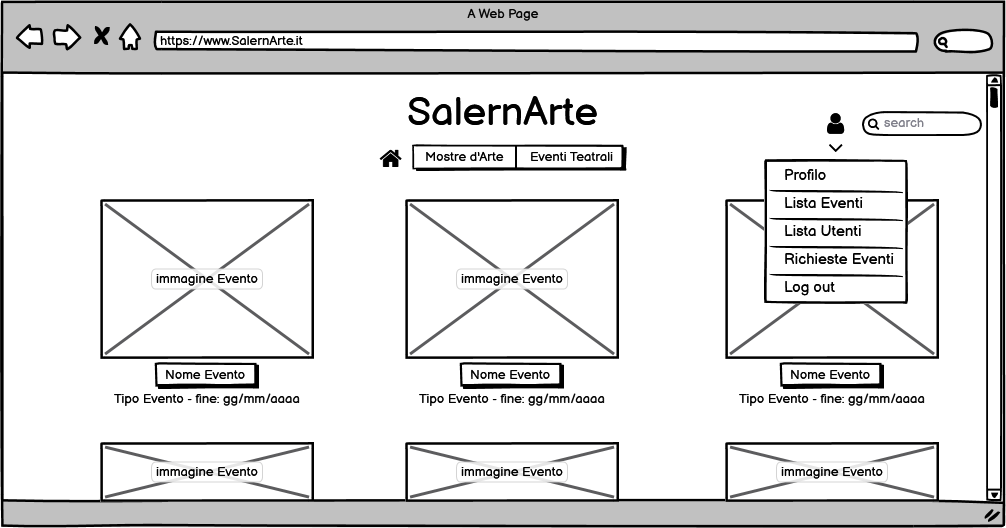 A Web Page
https://www.SalernArte.it
SalernArte
search
Mostre d'Arte
Eventi Teatrali
Profilo
Lista Eventi
Lista Utenti
Richieste Eventi
Log out
immagine Evento
immagine Evento
Nome Evento
Nome Evento
Nome Evento
Tipo Evento - fine: gg/mm/aaaa
Tipo Evento - fine: gg/mm/aaaa
Tipo Evento - fine: gg/mm/aaaa
immagine Evento
immagine Evento
immagine Evento